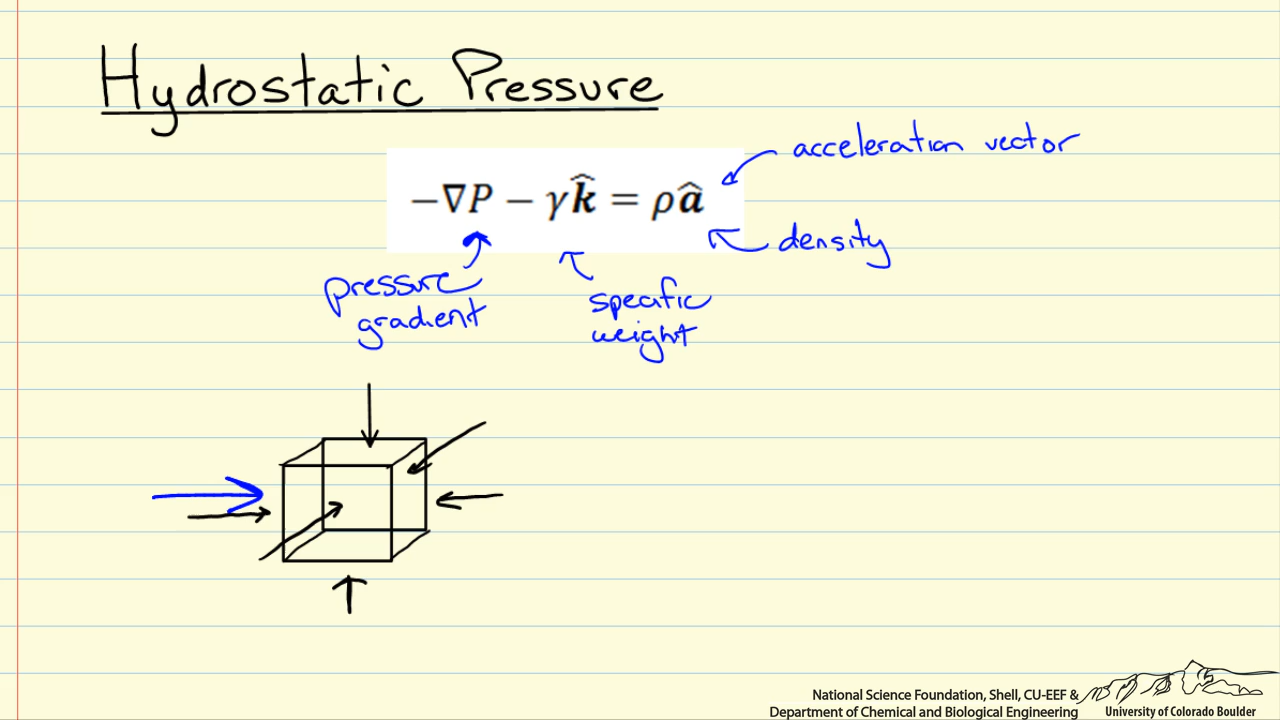 Hydrostatic Pressure
acceleration vector
−∇P − γk̂ = ρâ
density
pressure
gradient
specific
weight
National Science Foundation, Shell, CU-EEF &
Department of Chemical and Biological Engineering
University of Colorado Boulder